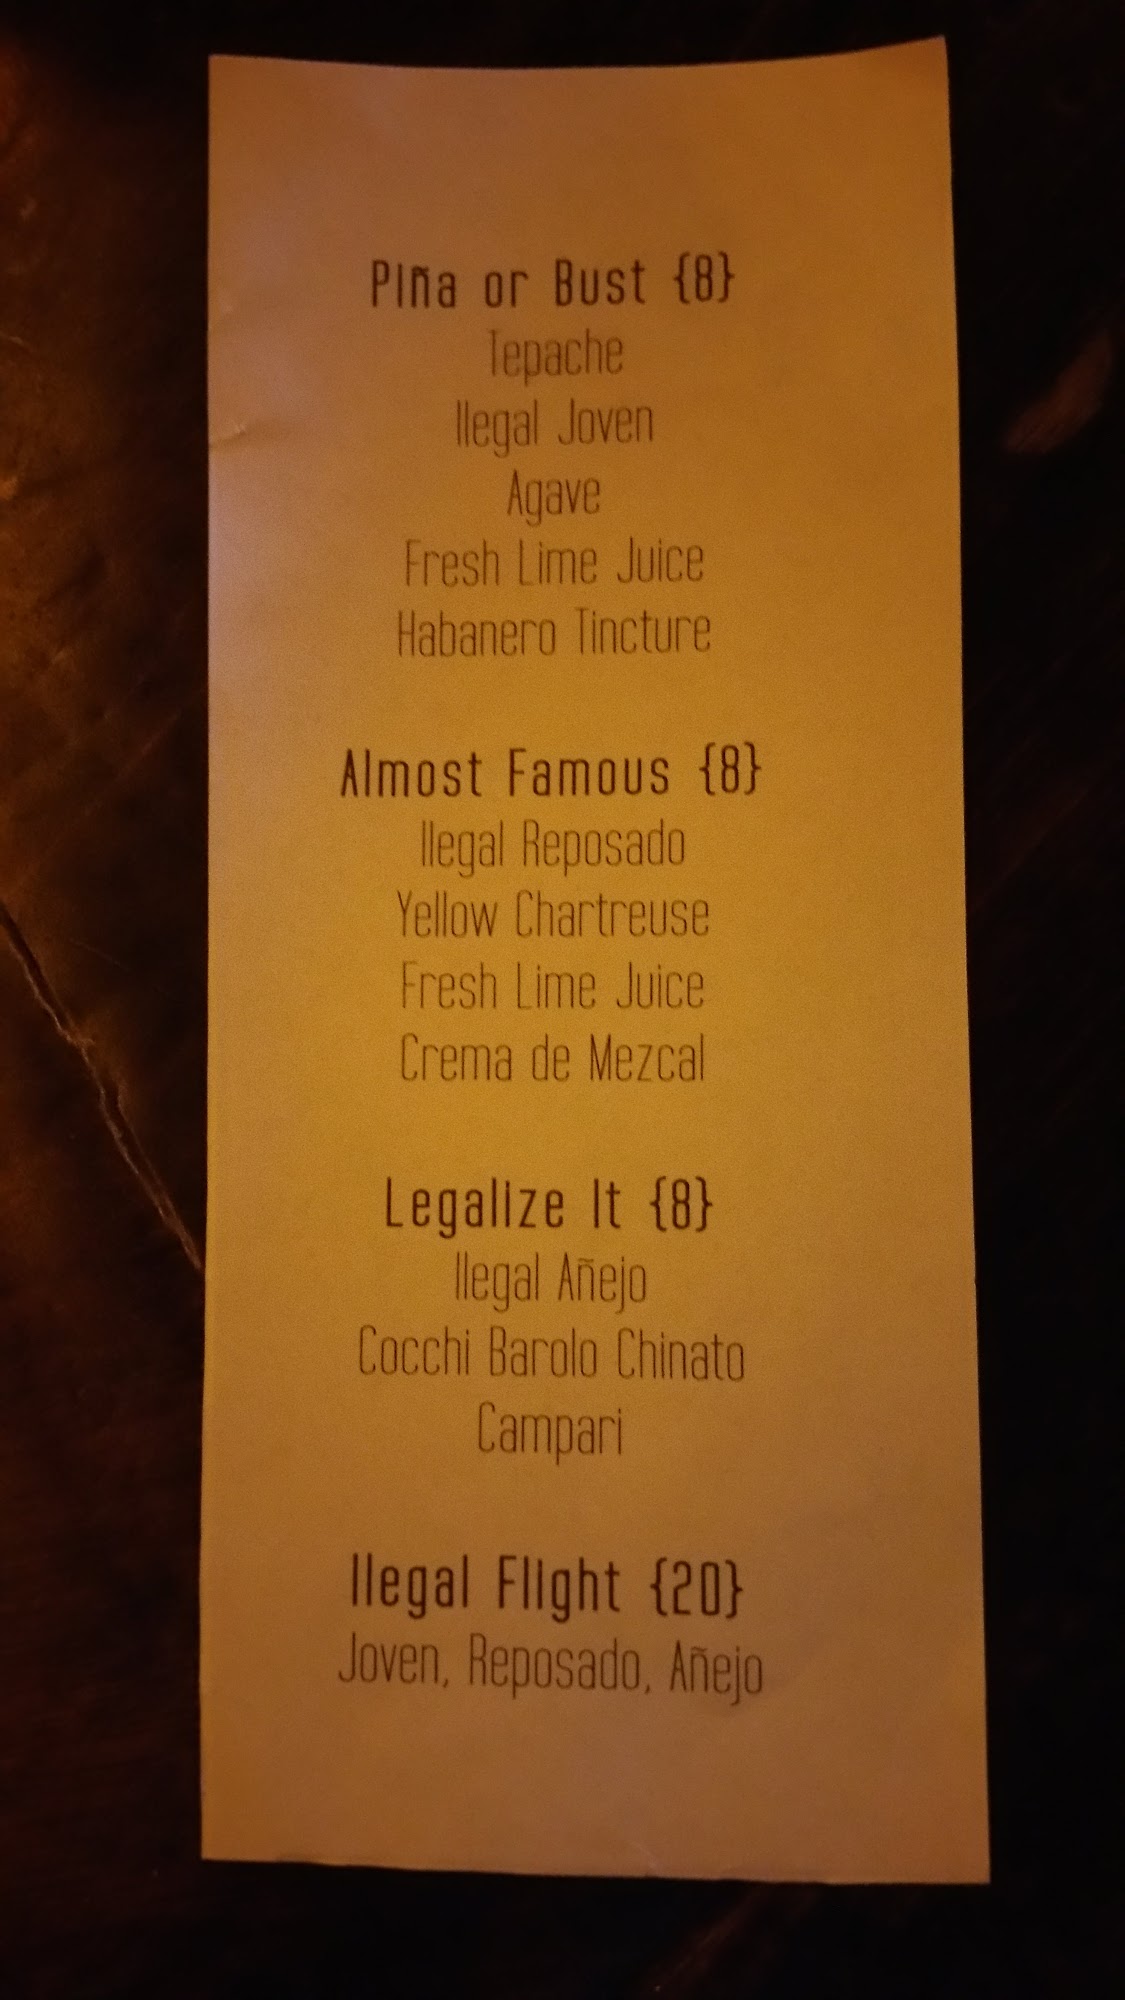 Piña or Bust {8}
Tepache
Ilegal Joven
Agave
Fresh Lime Juice
Habanero Tincture
Almost Famous {8}
Ilegal Reposado
Yellow Chartreuse
Fresh Lime Juice
Crema de Mezcal
Legalize It {8}
Ilegal Añejo
Cocchi Barolo Chinato
Campari
Ilegal Flight {20}
Joven, Reposado, Añejo